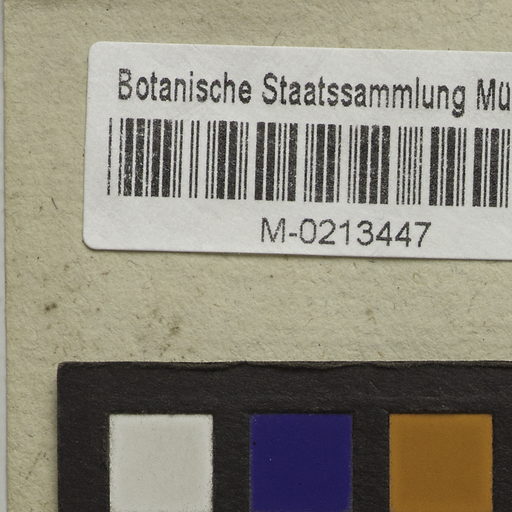 Botanische Staatssammlung Mü
M-0213447